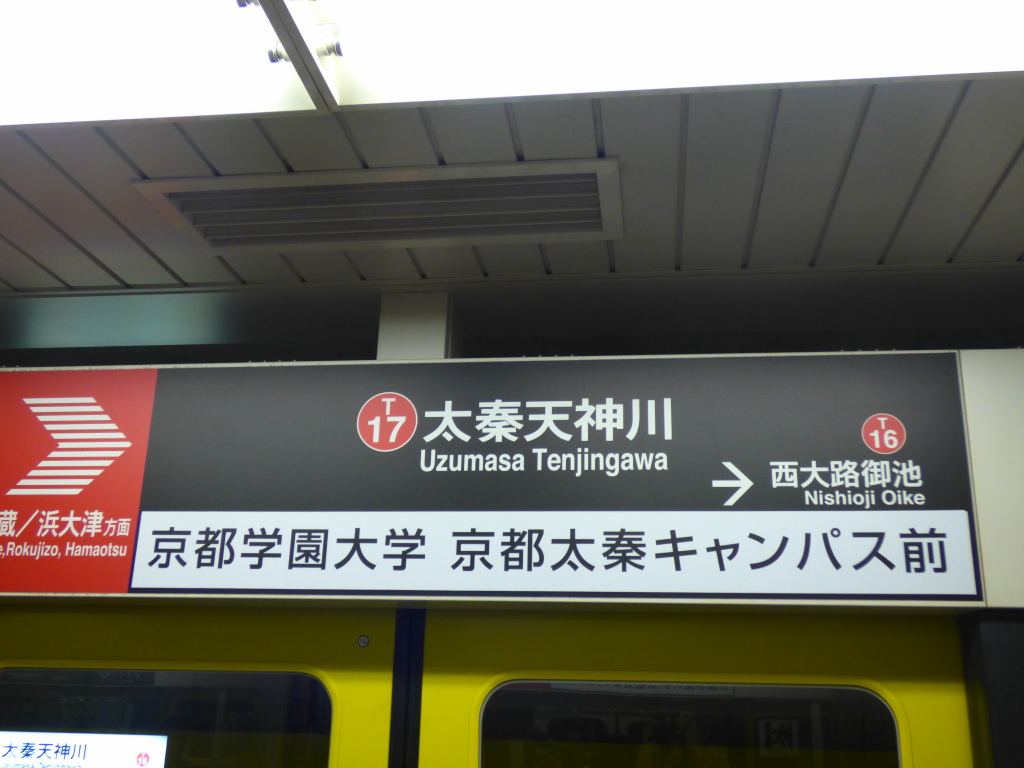 蔵／浜大津方面
,Rokujizo, Hamaotsu
T
17
太秦天神川
Uzumasa Tenjingawa
T
16
→ 西大路御池
Nishioji Oike
京都学園大学 京都太秦キャンパス前
太秦天神川